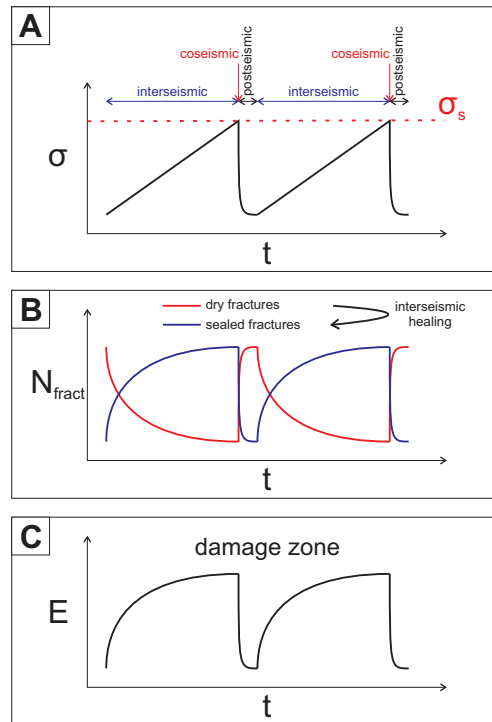 A
coseismic
postseismic
coseismic
postseismic
interseismic
interseismic
σs
σ
t
B
dry fractures
sealed fractures
interseismic
healing
Nfract
t
C
damage zone
E
t